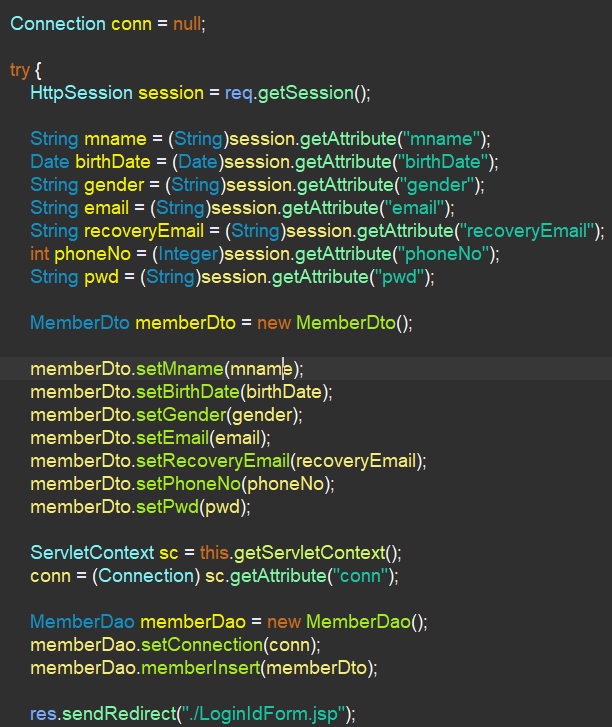 Connection conn = null;
try {
HttpSession session = req.getSession();
String mname = (String)session.getAttribute("mname");
Date birthDate = (Date)session.getAttribute("birthDate");
String gender = (String)session.getAttribute("gender");
String email = (String)session.getAttribute("email");
String recoveryEmail = (String)session.getAttribute("recoveryEmail");
int phoneNo = (Integer)session.getAttribute("phoneNo");
String pwd = (String)session.getAttribute("pwd");
MemberDto memberDto = new MemberDto();
memberDto.setMname(mname);
memberDto.setBirthDate(birthDate);
memberDto.setGender(gender);
memberDto.setEmail(email);
memberDto.setRecoveryEmail(recoveryEmail);
memberDto.setPhoneNo(phoneNo);
memberDto.setPwd(pwd);
ServletContext sc = this.getServletContext();
conn = (Connection) sc.getAttribute("conn");
MemberDao memberDao = new MemberDao();
memberDao.setConnection(conn);
memberDao.memberInsert(memberDto);
res.sendRedirect("./LoginIdForm.jsp");